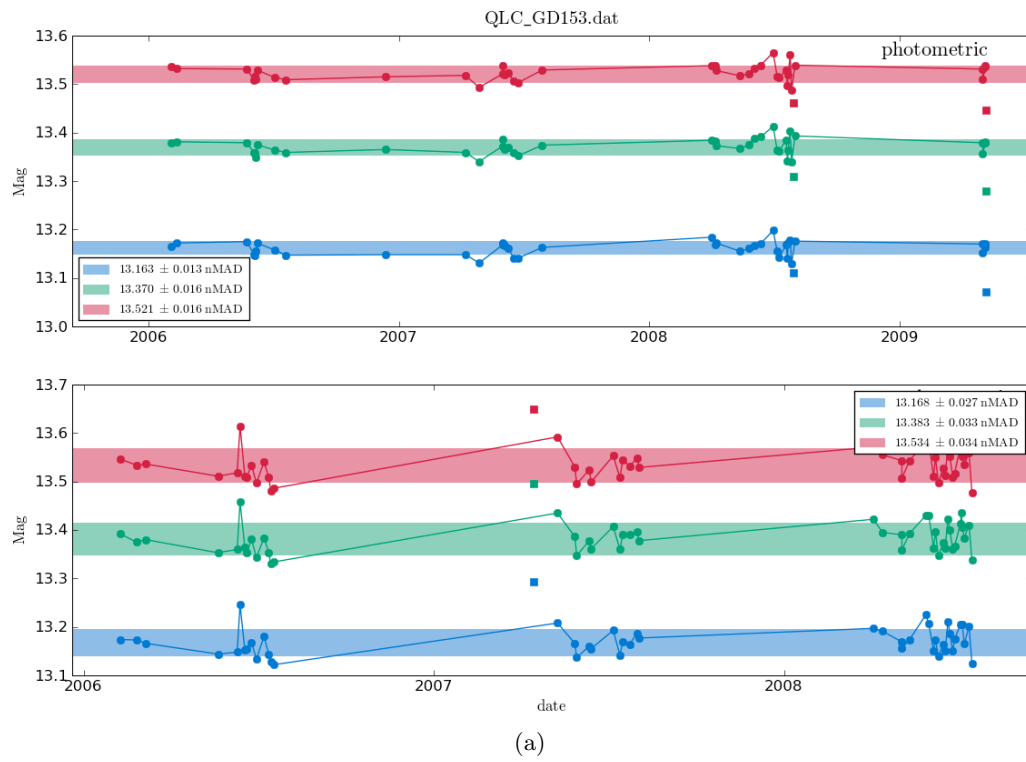 QLC_GD153.dat
photometric
13.6
13.5
13.4
13.3
13.2
13.1
13.0
Mag
13.163 ± 0.013 nMAD
13.370 ± 0.016 nMAD
13.521 ± 0.016 nMAD
2006 2007 2008 2009
13.7
13.6
13.5
13.4
13.3
13.2
13.1
Mag
13.168 ± 0.027 nMAD
13.383 ± 0.033 nMAD
13.534 ± 0.034 nMAD
2006 2007 2008
date
(a)